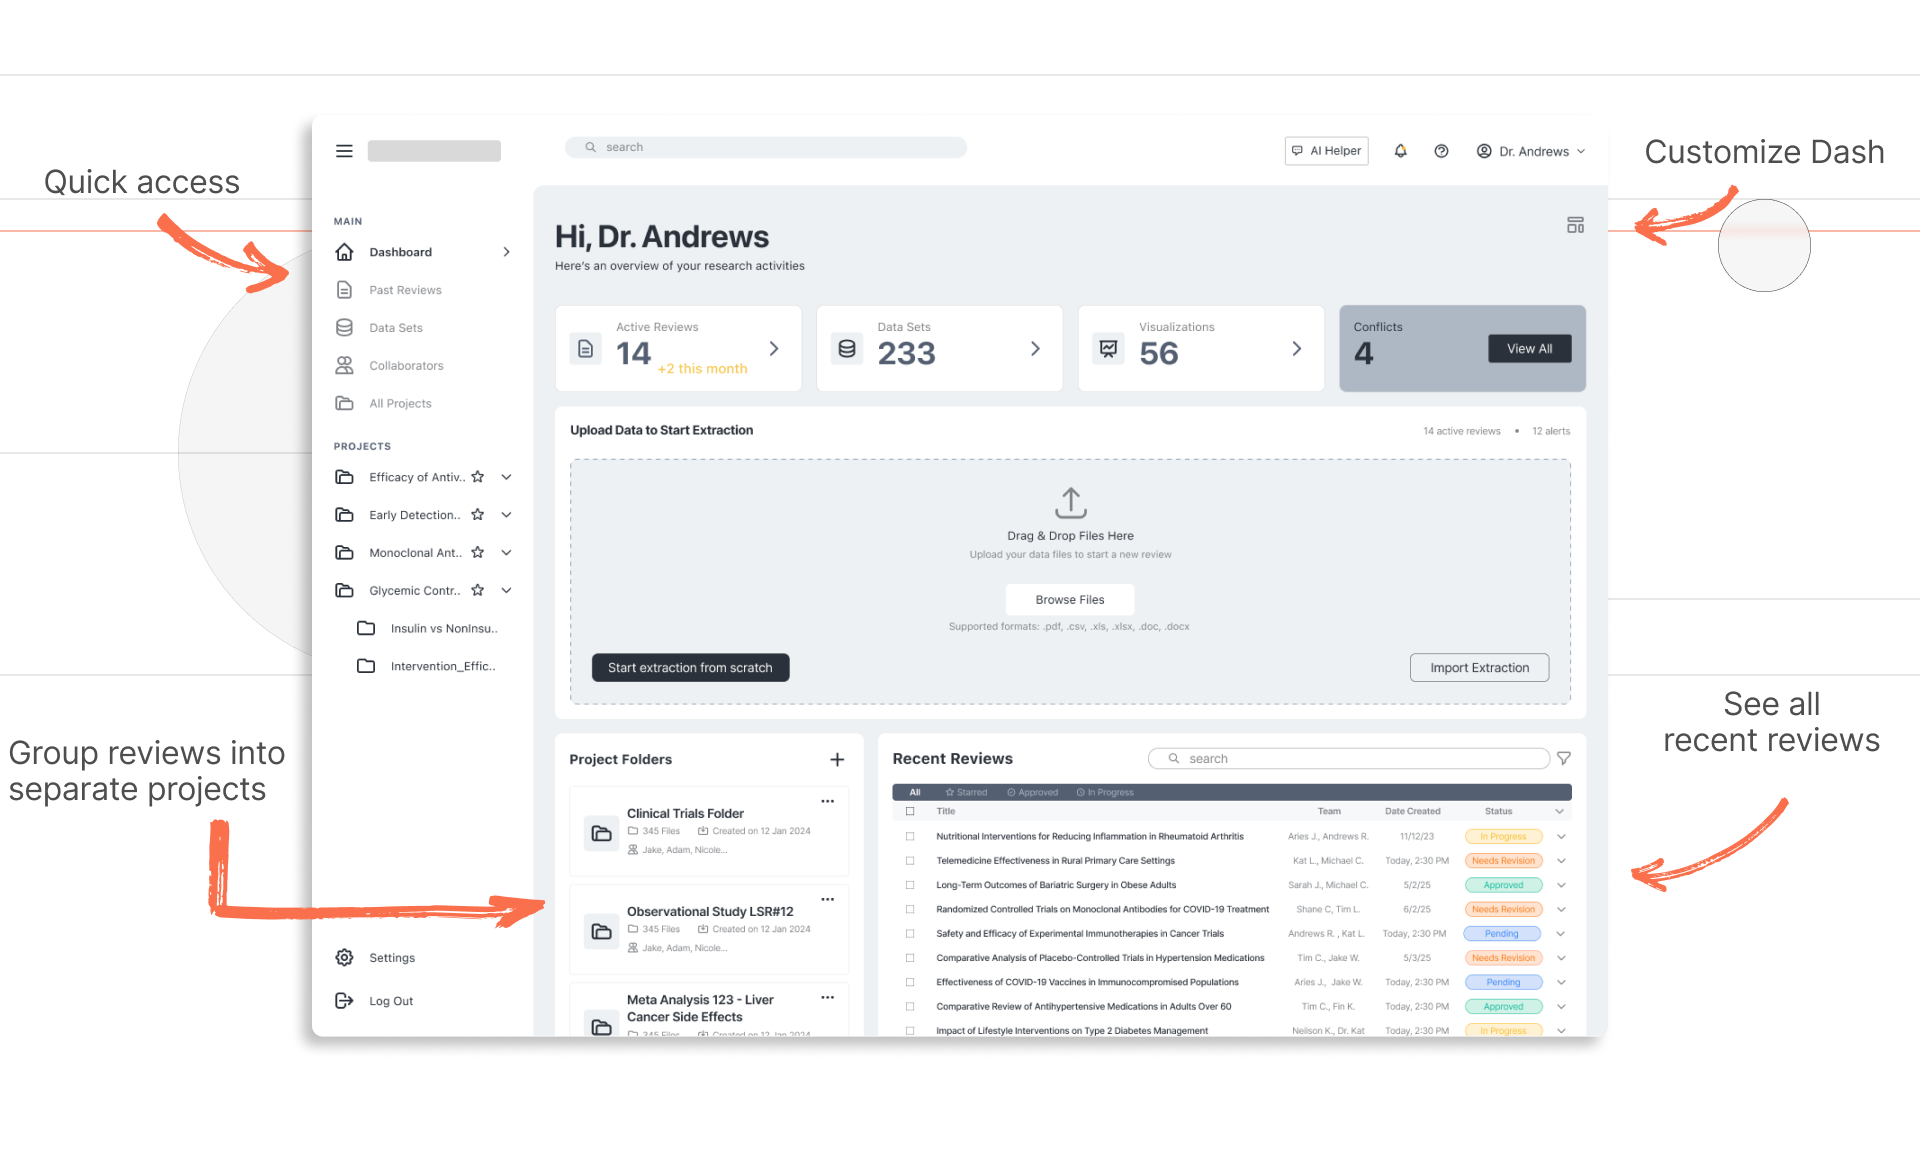 Quick access
Customize Dash
Group reviews into
separate projects
See all
recent reviews
search
AI Helper
Dr. Andrews
MAIN
Dashboard
Past Reviews
Data Sets
Collaborators
All Projects
PROJECTS
Efficacy of Antiv..
Early Detection..
Monoclonal Ant..
Glycemic Contr..
Insulin vs NonInsu..
Intervention_Effic..
Settings
Log Out
Hi, Dr. Andrews
Here's an overview of your research activities
Active Reviews
14
+2 this month
Data Sets
233
Visualizations
56
Conflicts
4
View All
Upload Data to Start Extraction
14 active reviews • 12 alerts
Drag & Drop Files Here
Upload your data files to start a new review
Browse Files
Supported formats: .pdf, .csv, .xls, .xlsx, .doc, .docx
Start extraction from scratch
Import Extraction
Project Folders
Clinical Trials Folder
345 Files Created on 12 Jan 2024
Jake, Adam, Nicole...
Observational Study LSR#12
345 Files Created on 12 Jan 2024
Jake, Adam, Nicole...
Meta Analysis 123 - Liver
Cancer Side Effects
345 Files Created on 12 Jan 2024
Recent Reviews
search
All Starred Approved In Progress
Title Team Date Created Status
Nutritional Interventions for Reducing Inflammation in Rheumatoid Arthritis Aries J., Andrews R. 11/12/23 In Progress
Telemedicine Effectiveness in Rural Primary Care Settings Kat L., Michael C. Today, 2:30 PM Needs Revision
Long-Term Outcomes of Bariatric Surgery in Obese Adults Sarah J., Michael C. 5/2/25 Approved
Randomized Controlled Trials on Monoclonal Antibodies for COVID-19 Treatment Shane C, Tim L. 6/2/25 Needs Revision
Safety and Efficacy of Experimental Immunotherapies in Cancer Trials Andrews R. , Kat L. Today, 2:30 PM Pending
Comparative Analysis of Placebo-Controlled Trials in Hypertension Medications Tim C., Jake W. 5/3/25 Needs Revision
Effectiveness of COVID-19 Vaccines in Immunocompromised Populations Aries J., Jake W. Today, 2:30 PM Pending
Comparative Review of Antihypertensive Medications in Adults Over 60 Tim C., Fin K. Today, 2:30 PM Approved
Impact of Lifestyle Interventions on Type 2 Diabetes Management Neilson K., Dr. Kat Today, 2:30 PM In Progress